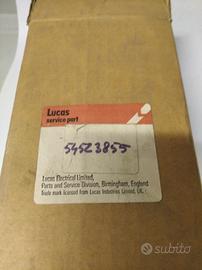 Lucas
service part
54523855
Lucas Electrical Limited,
Parts and Service Division, Birmingham, England
Trade mark licensed from Lucas Industries Limited, UK.
subito